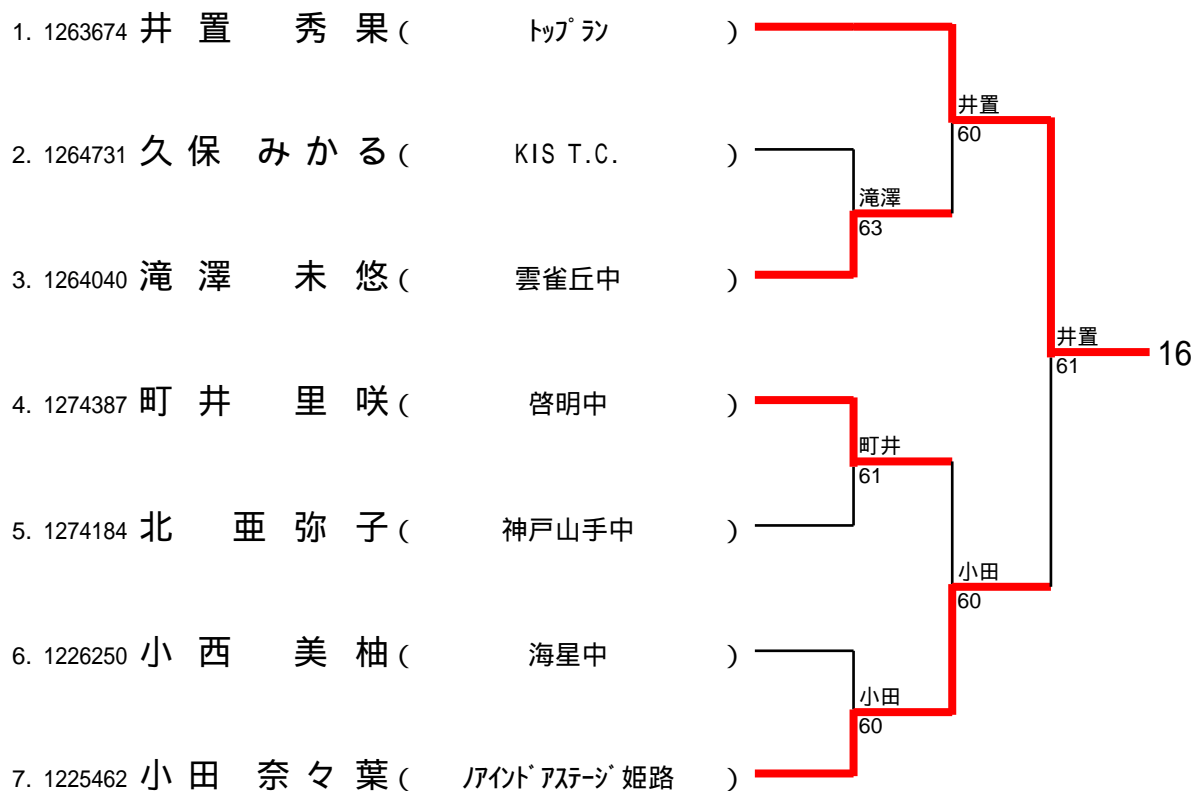 1. 1263674 井 置 秀 果 ( トップラン )
井置
60
2. 1264731 久 保 み か る ( KIS T.C. )
滝澤
63
3. 1264040 滝 澤 未 悠 ( 雲雀丘中 )
井置
61
16
4. 1274387 町 井 里 咲 ( 啓明中 )
町井
61
5. 1274184 北 亜 弥 子 ( 神戸山手中 )
小田
60
6. 1226250 小 西 美 柚 ( 海星中 )
小田
60
7. 1225462 小 田 奈 々 葉 ( ノアインドアステージ姫路 )